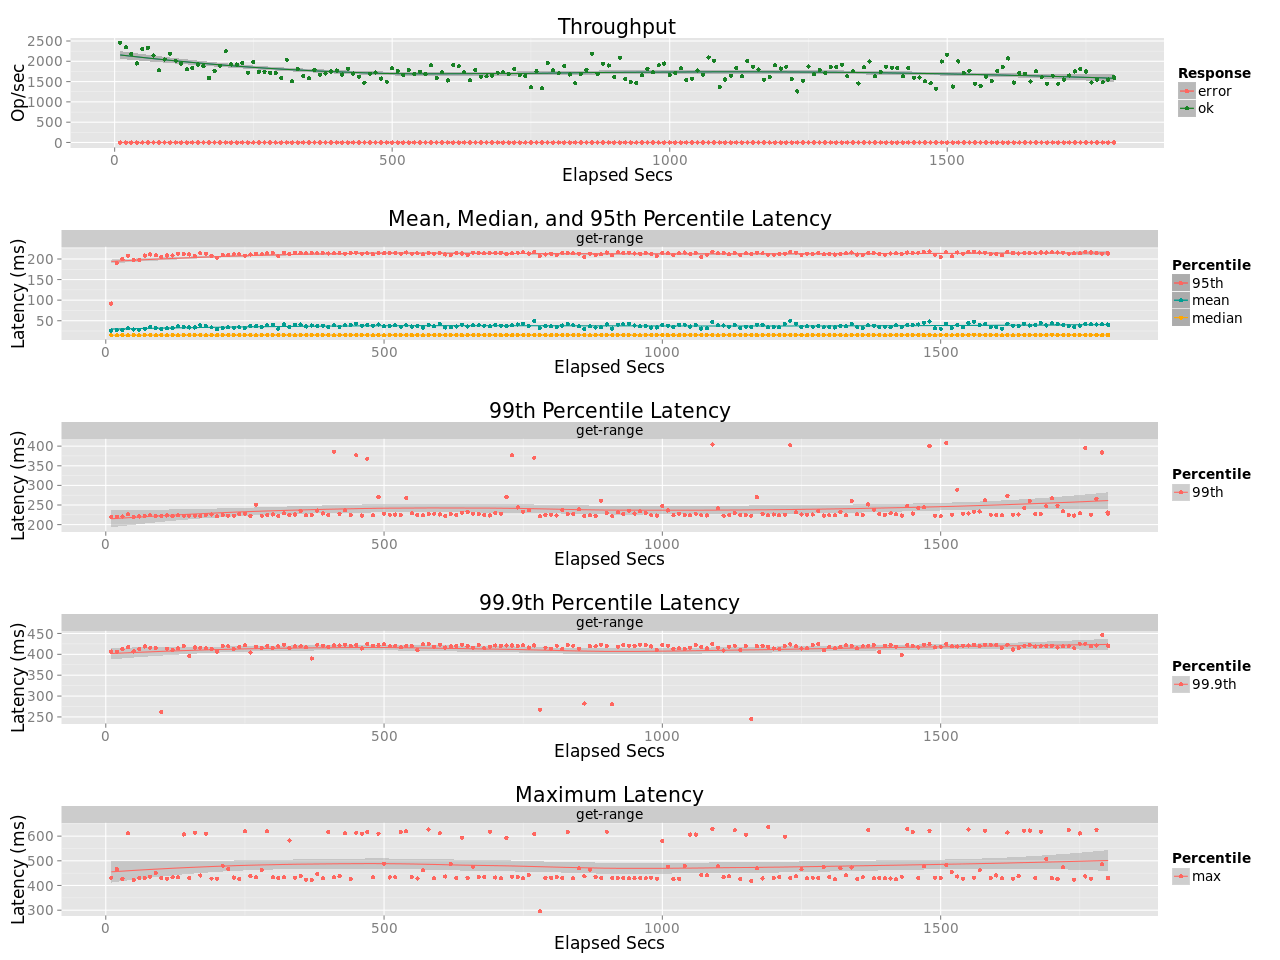 Throughput
Op/sec
2500
2000
1500
1000
500
0
0 500 1000 1500
Elapsed Secs
Response
error
ok
Mean, Median, and 95th Percentile Latency
get-range
Latency (ms)
200
150
100
50
0 500 1000 1500
Elapsed Secs
Percentile
95th
mean
median
99th Percentile Latency
get-range
Latency (ms)
400
350
300
250
200
0 500 1000 1500
Elapsed Secs
Percentile
99th
99.9th Percentile Latency
get-range
Latency (ms)
450
400
350
300
250
0 500 1000 1500
Elapsed Secs
Percentile
99.9th
Maximum Latency
get-range
Latency (ms)
600
500
400
300
0 500 1000 1500
Elapsed Secs
Percentile
max